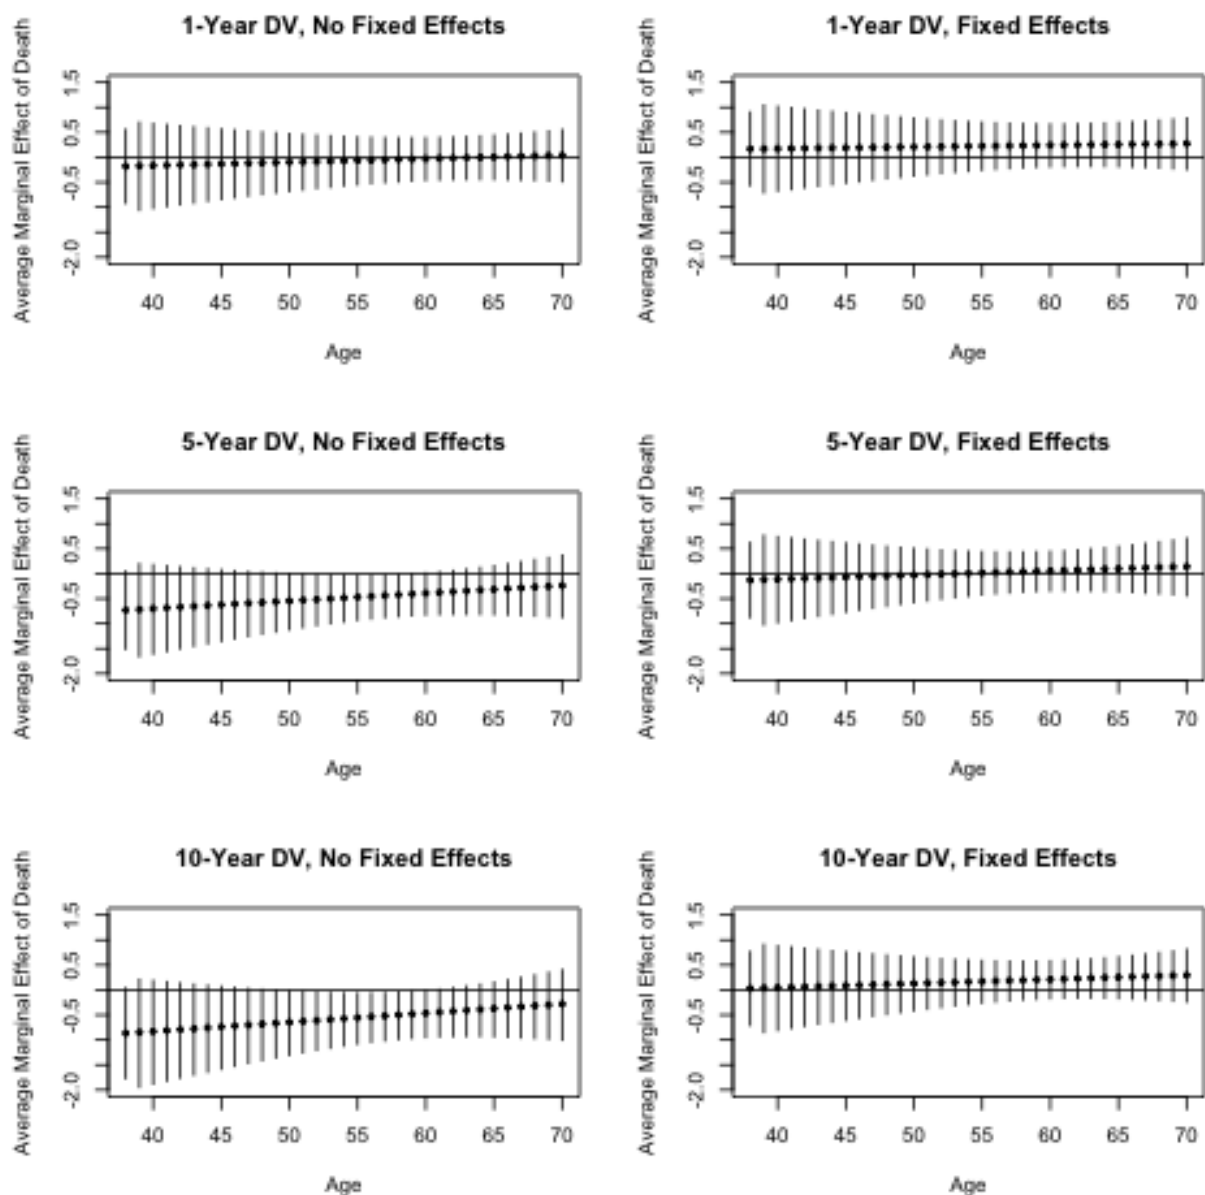 1-Year DV, No Fixed Effects
Average Marginal Effect of Death
1.5
0.5
-0.5
-2.0
40 45 50 55 60 65 70
Age
1-Year DV, Fixed Effects
Average Marginal Effect of Death
1.5
0.5
-0.5
-2.0
40 45 50 55 60 65 70
Age
5-Year DV, No Fixed Effects
Average Marginal Effect of Death
1.5
0.5
-0.5
-2.0
40 45 50 55 60 65 70
Age
5-Year DV, Fixed Effects
Average Marginal Effect of Death
1.5
0.5
-0.5
-2.0
40 45 50 55 60 65 70
Age
10-Year DV, No Fixed Effects
Average Marginal Effect of Death
1.5
0.5
-0.5
-2.0
40 45 50 55 60 65 70
Age
10-Year DV, Fixed Effects
Average Marginal Effect of Death
1.5
0.5
-0.5
-2.0
40 45 50 55 60 65 70
Age